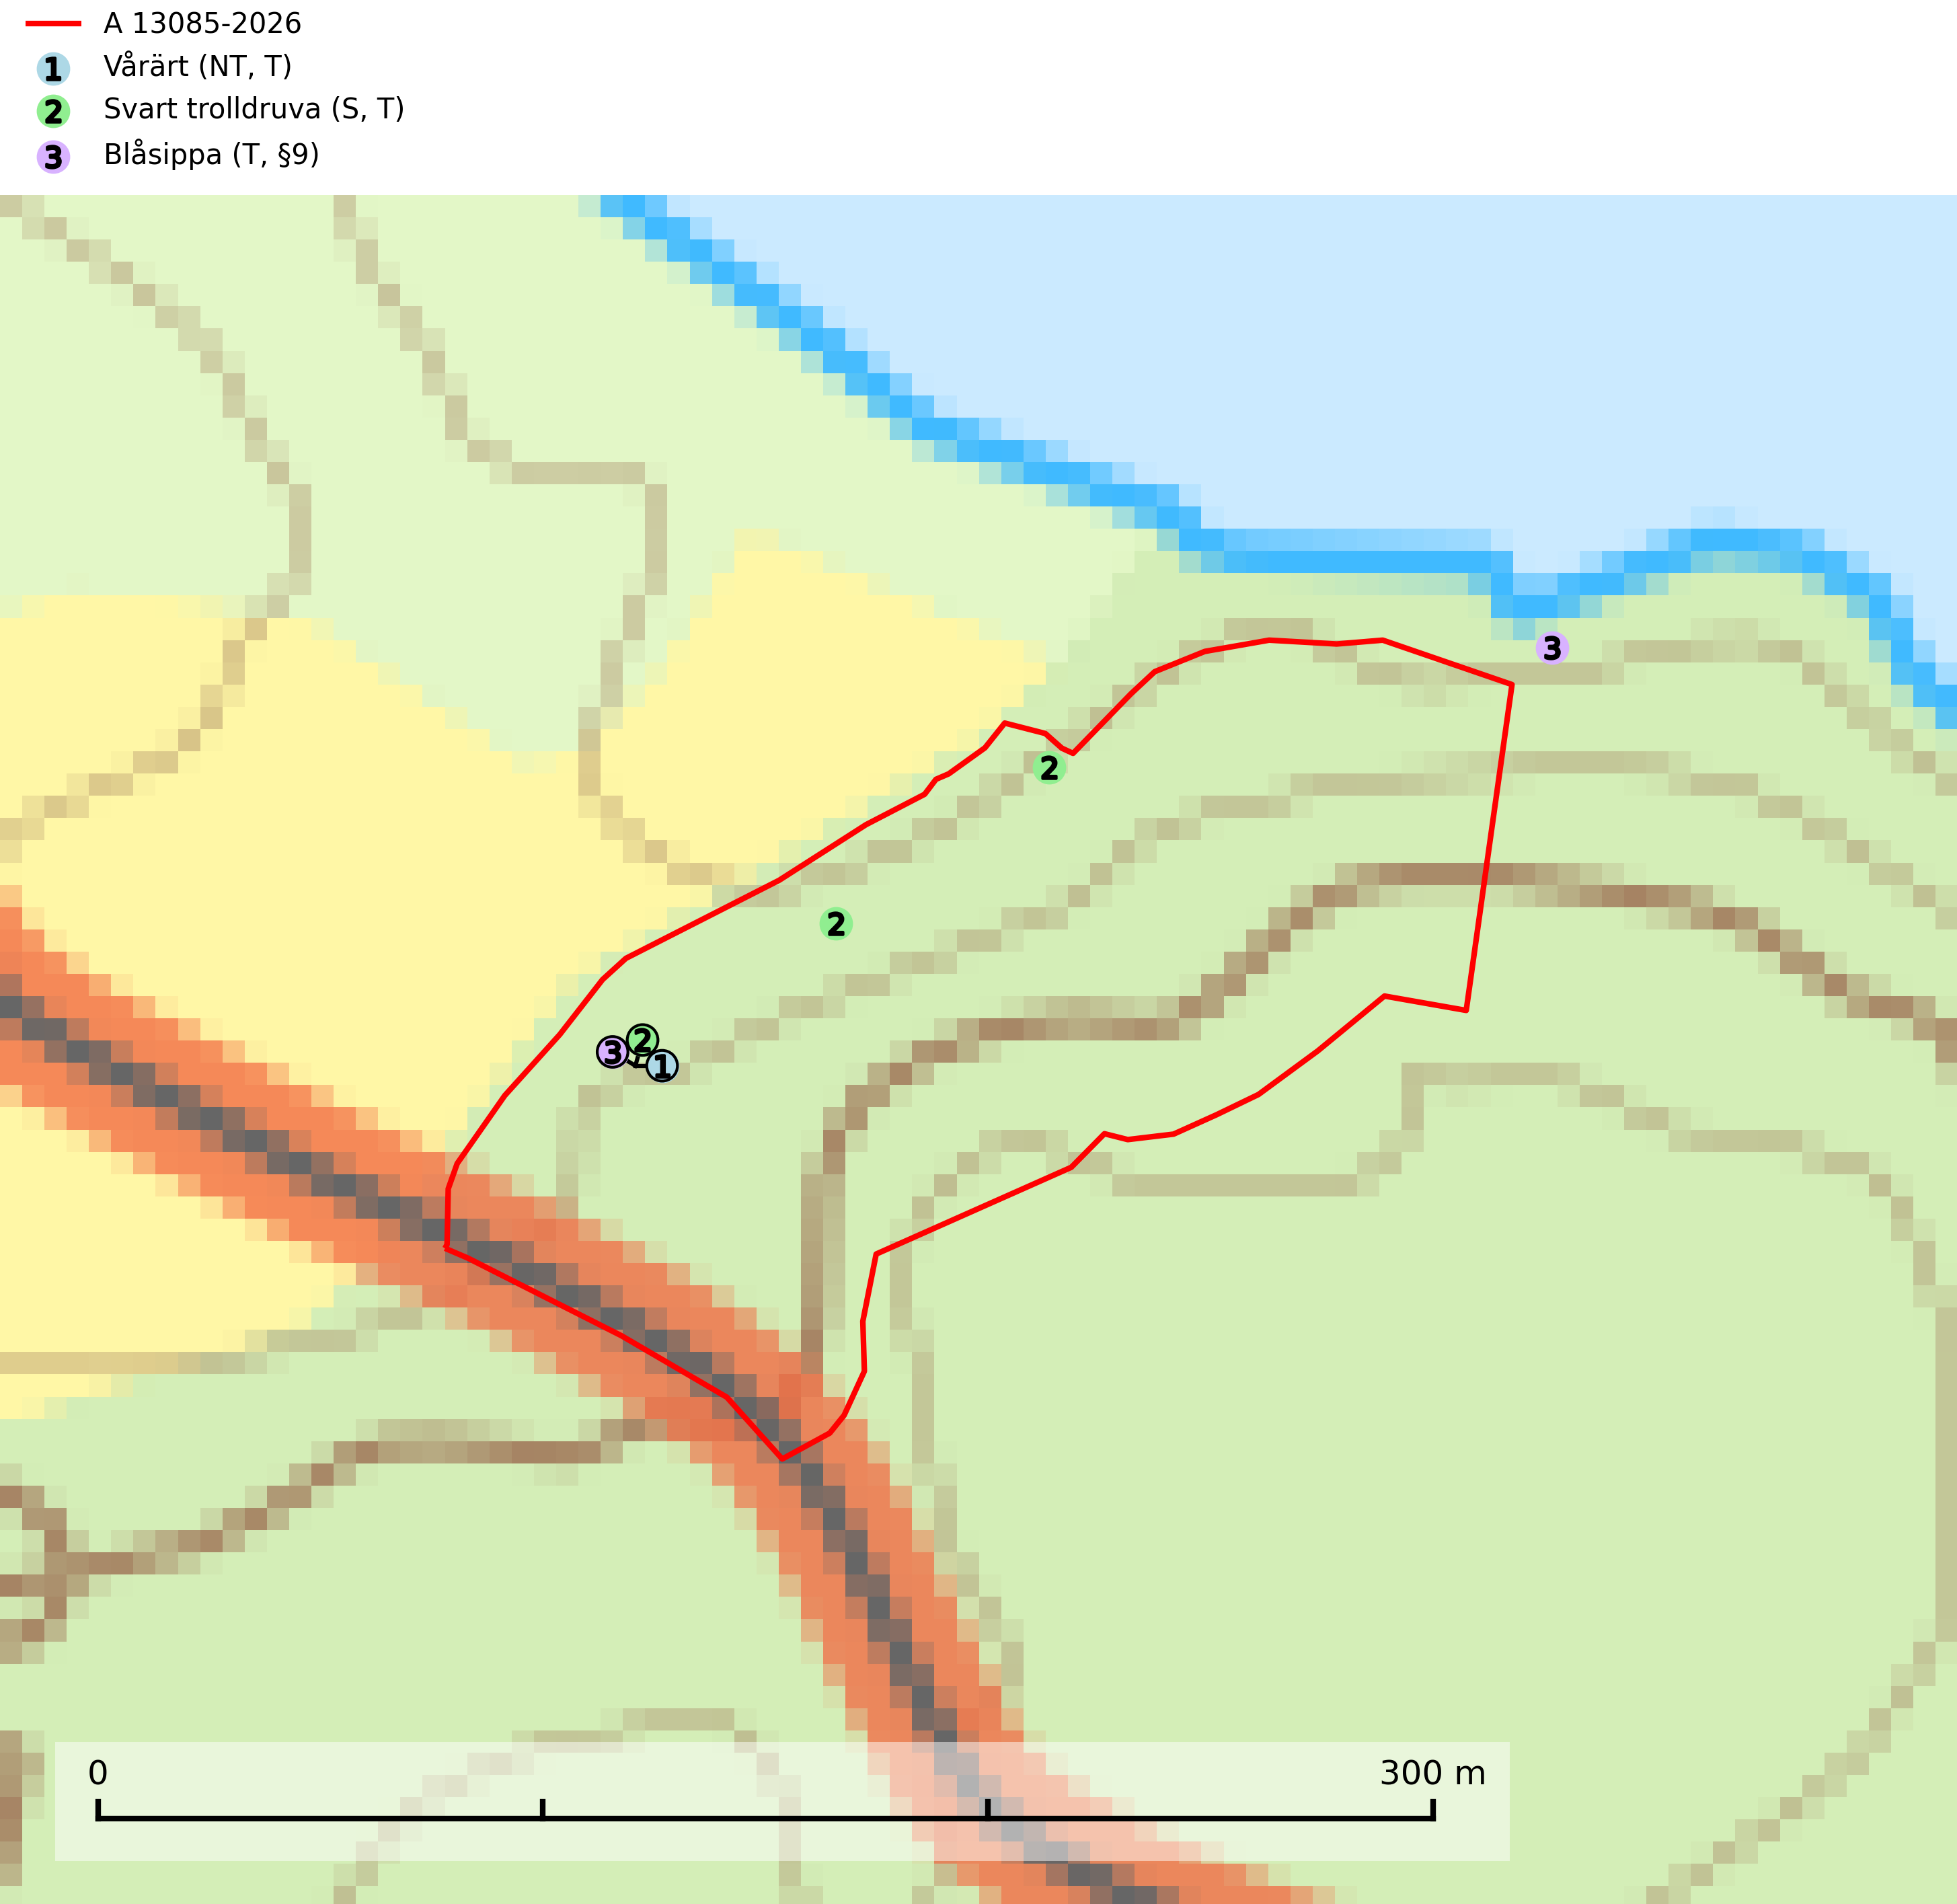 A 13085-2026
1 Vårärt (NT, T)
2 Svart trolldruva (S, T)
3 Blåsippa (T, §9)
3
2
2
2
3
1
0 300 m